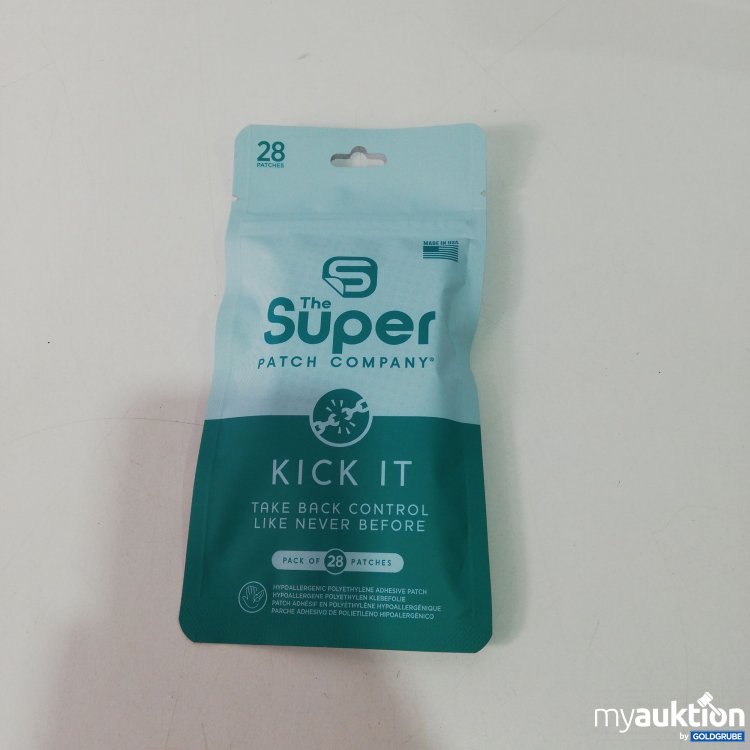 28
PATCHES
MADE IN USA
S
The
Super
PATCH COMPANY®
KICK IT
TAKE BACK CONTROL
LIKE NEVER BEFORE
PACK OF 28 PATCHES
HYPOALLERGENIC POLYETHYLENE ADHESIVE PATCH
HYPOALLERGENE POLYETHYLEN KLEBEFOLIE
PATCH ADHÉSIF EN POLYÉTHYLÈNE HYPOALLERGÉNIQUE
PARCHE ADHESIVO DE POLIETILENO HIPOALERGÉNICO
myauktion
by GOLDGRUBE